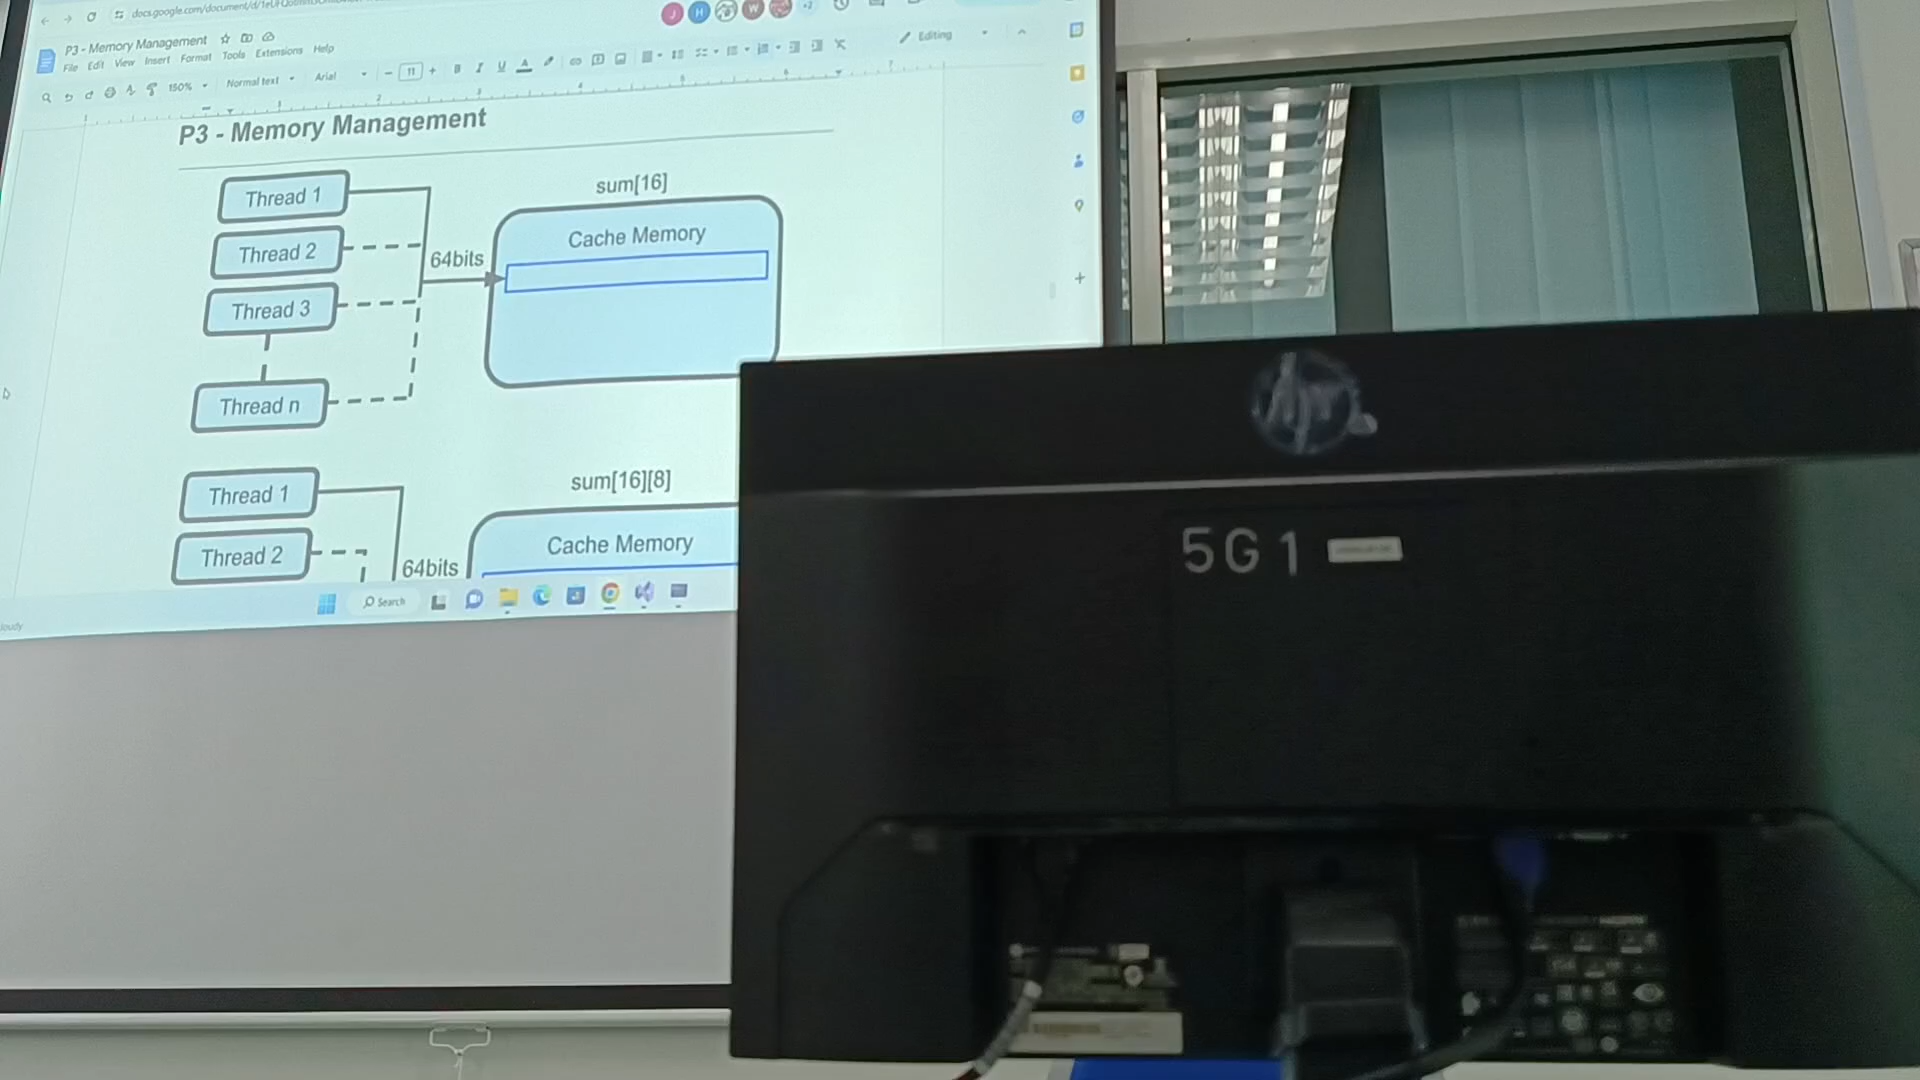 P3 - Memory Management
File Edit View Insert Format Tools Extensions Help
150% Normal text Arial 11 Editing
P3 - Memory Management
Thread 1
Thread 2
Thread 3
Thread n
64bits
sum[16]
Cache Memory
Thread 1
Thread 2
64bits
sum[16][8]
Cache Memory
Search
hp
5G1